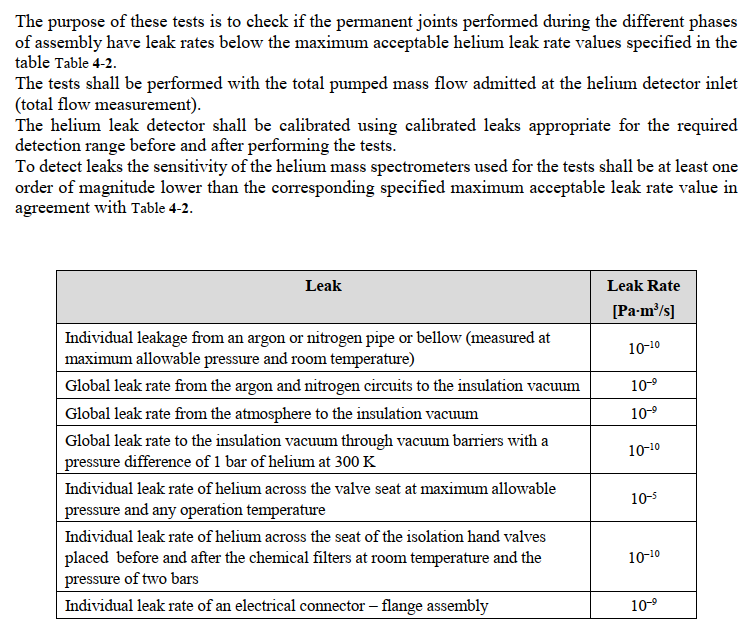 The purpose of these tests is to check if the permanent joints performed during the different phases
of assembly have leak rates below the maximum acceptable helium leak rate values specified in the
table Table 4-2.
The tests shall be performed with the total pumped mass flow admitted at the helium detector inlet
(total flow measurement).
The helium leak detector shall be calibrated using calibrated leaks appropriate for the required
detection range before and after performing the tests.
To detect leaks the sensitivity of the helium mass spectrometers used for the tests shall be at least one
order of magnitude lower than the corresponding specified maximum acceptable leak rate value in
agreement with Table 4-2.
Leak
Leak Rate
[Pa·m³/s]
Individual leakage from an argon or nitrogen pipe or bellow (measured at
maximum allowable pressure and room temperature)
10⁻¹⁰
Global leak rate from the argon and nitrogen circuits to the insulation vacuum
10⁻⁹
Global leak rate from the atmosphere to the insulation vacuum
10⁻⁹
Global leak rate to the insulation vacuum through vacuum barriers with a
pressure difference of 1 bar of helium at 300 K
10⁻¹⁰
Individual leak rate of helium across the valve seat at maximum allowable
pressure and any operation temperature
10⁻⁵
Individual leak rate of helium across the seat of the isolation hand valves
placed before and after the chemical filters at room temperature and the
pressure of two bars
10⁻¹⁰
Individual leak rate of an electrical connector – flange assembly
10⁻⁹